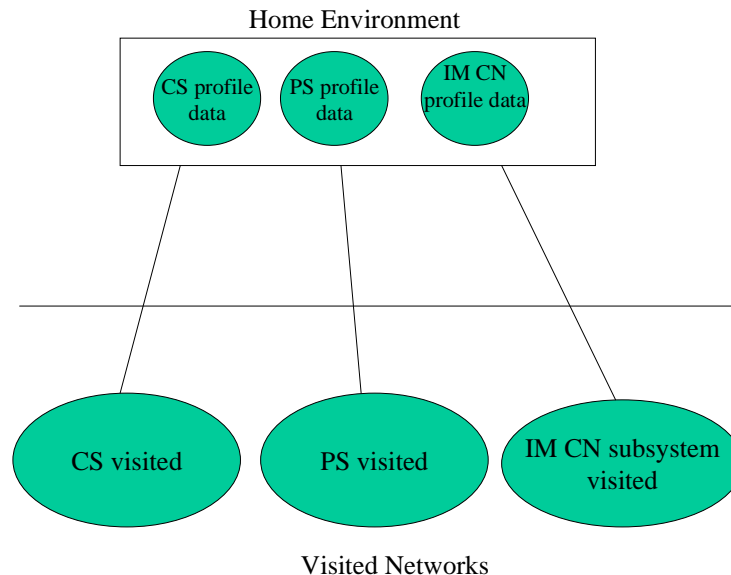 Home Environment
CS profile
data
PS profile
data
IM CN
profile data
CS visited
PS visited
IM CN subsystem
visited
Visited Networks